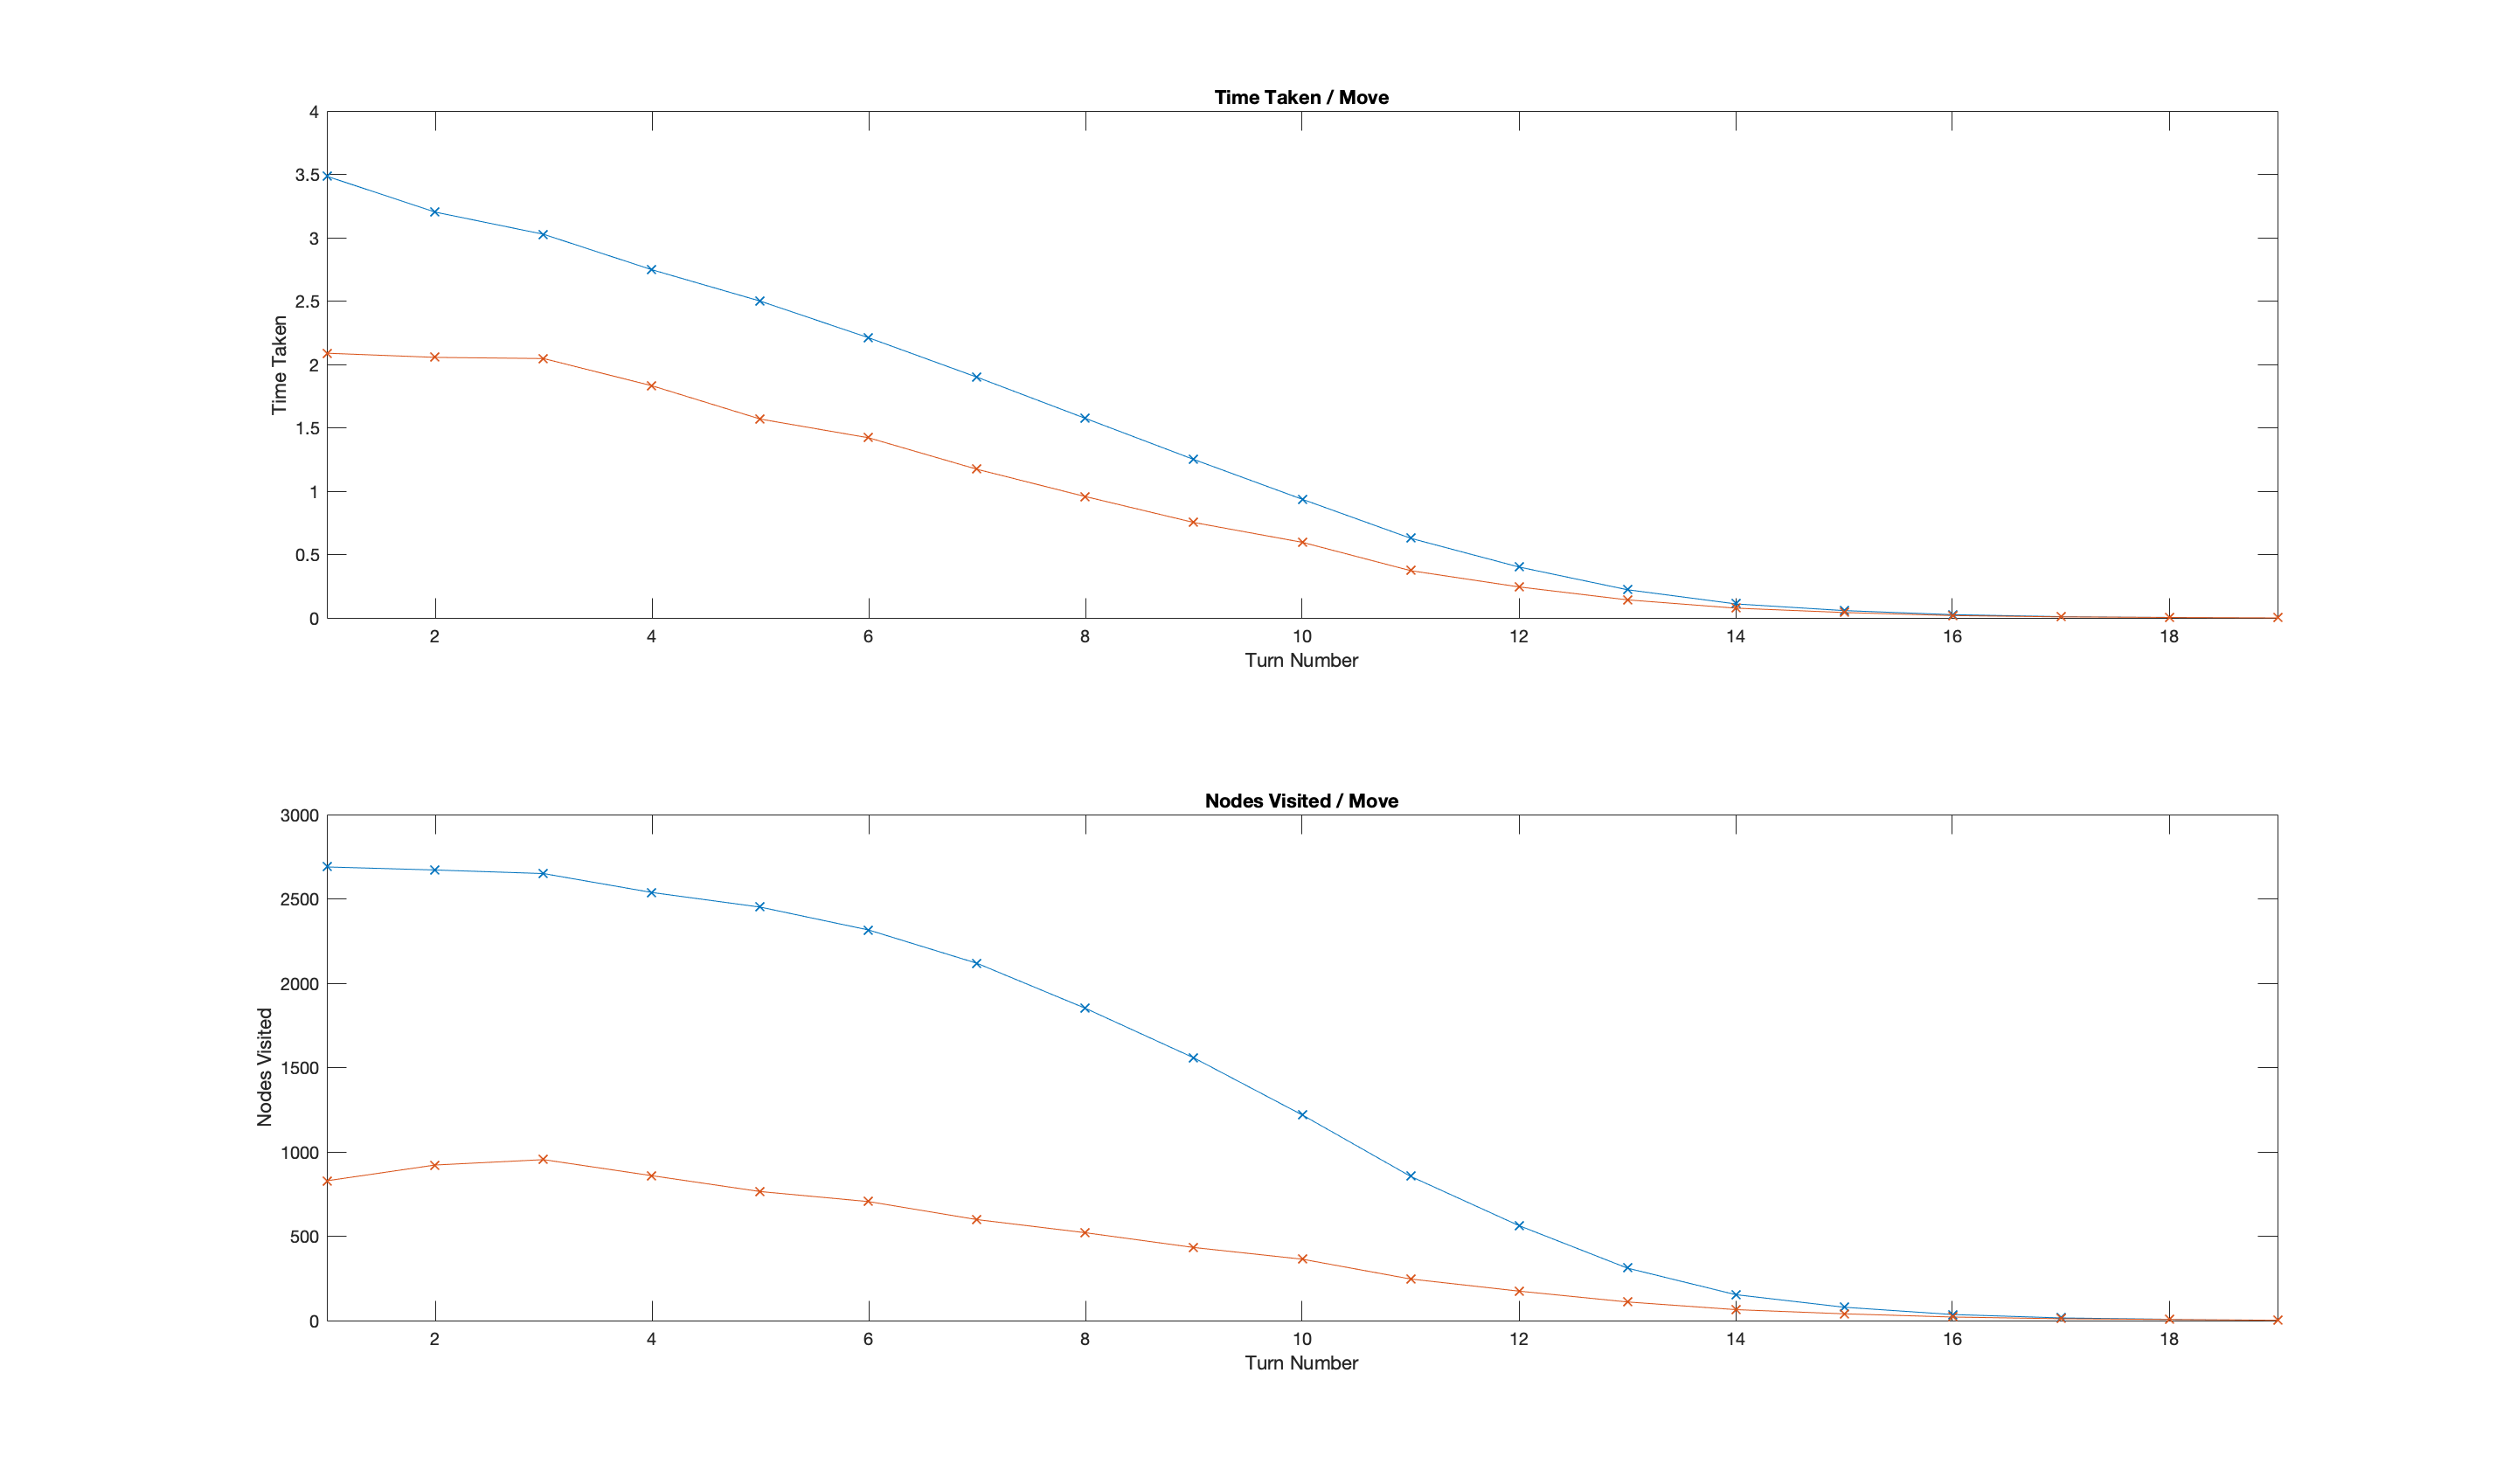 Time Taken / Move
4
3.5
3
2.5
2
1.5
1
0.5
0
Time Taken
2 4 6 8 10 12 14 16 18
Turn Number
Nodes Visited / Move
3000
2500
2000
1500
1000
500
0
Nodes Visited
2 4 6 8 10 12 14 16 18
Turn Number